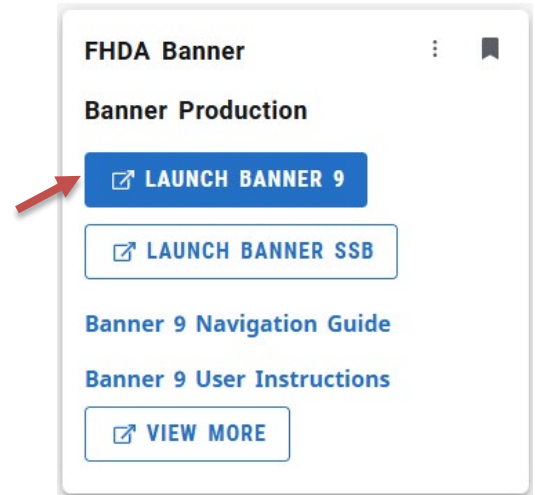 FHDA Banner
Banner Production
LAUNCH BANNER 9
LAUNCH BANNER SSB
Banner 9 Navigation Guide
Banner 9 User Instructions
VIEW MORE